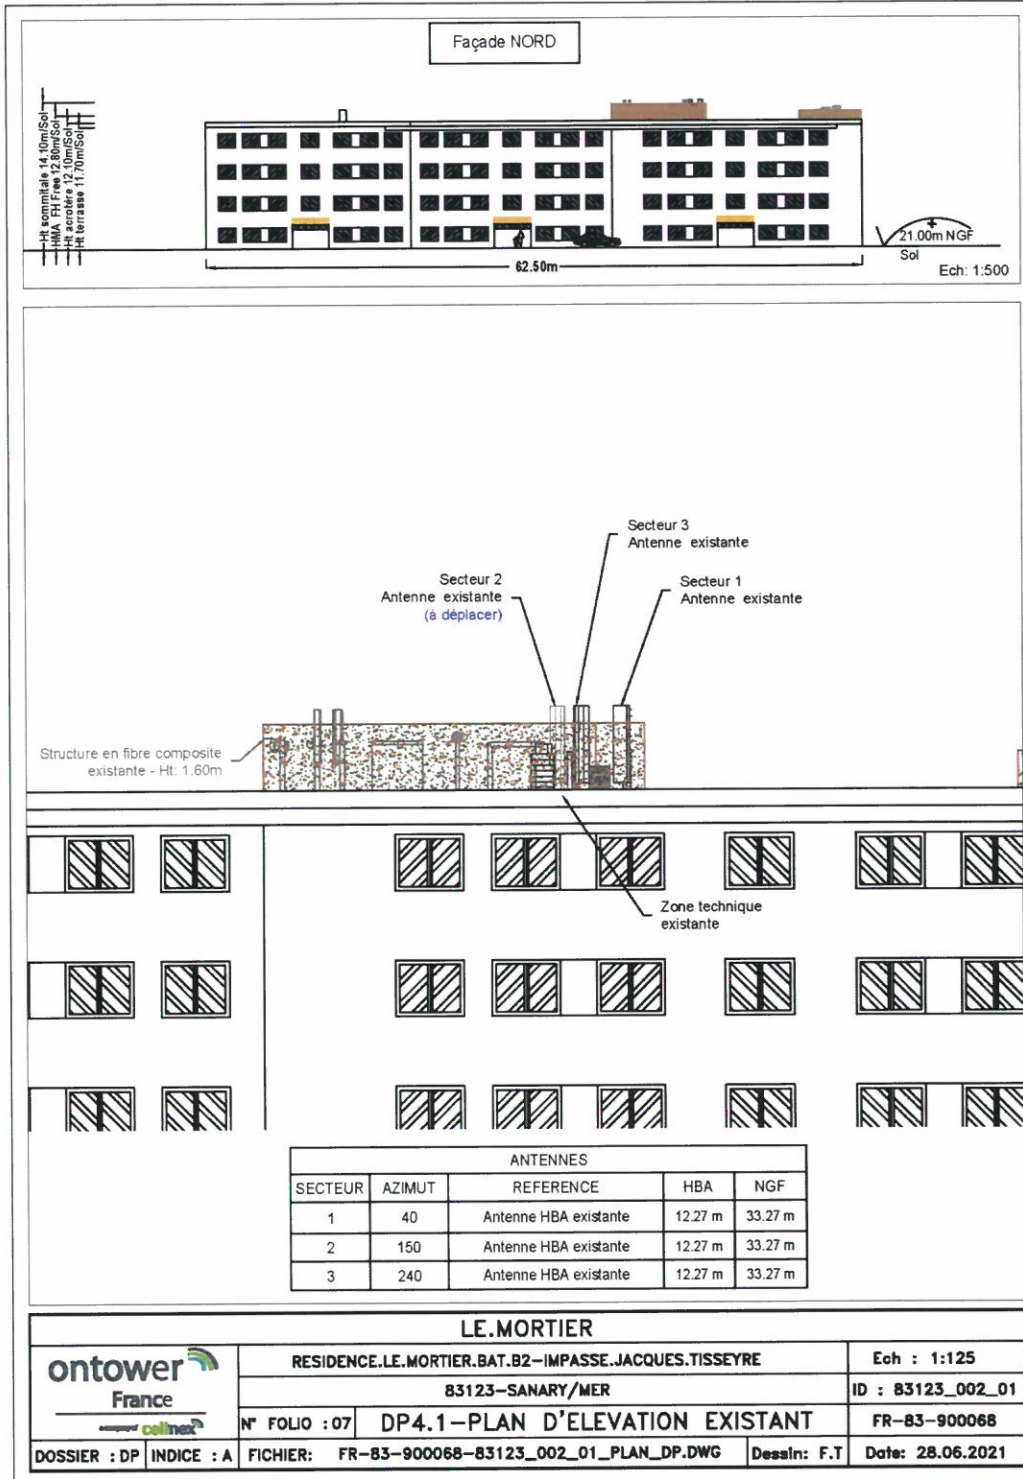 Façade NORD
Ht sommitale 14.10m/Sol
HMA FH Free 12.80m/Sol
Ht acrotère 12.10m/Sol
Ht terrasse 11.70m/Sol
62.50m
21.00m NGF
Sol
Ech: 1:500
Secteur 3
Antenne existante
Secteur 2
Antenne existante
(à déplacer)
Secteur 1
Antenne existante
Structure en fibre composite
existante - Ht: 1.60m
Zone technique
existante
ANTENNES
SECTEUR AZIMUT REFERENCE HBA NGF
1 40 Antenne HBA existante 12.27 m 33.27 m
2 150 Antenne HBA existante 12.27 m 33.27 m
3 240 Antenne HBA existante 12.27 m 33.27 m
LE.MORTIER
ontower
France
cellnex
RESIDENCE.LE.MORTIER.BAT.B2-IMPASSE.JACQUES.TISSEYRE
Ech : 1:125
83123-SANARY/MER
ID : 83123_002_01
N° FOLIO :07 DP4.1-PLAN D'ELEVATION EXISTANT FR-83-900068
DOSSIER : DP INDICE : A FICHIER: FR-83-900068-83123_002_01_PLAN_DP.DWG Dessin: F.T Date: 28.06.2021